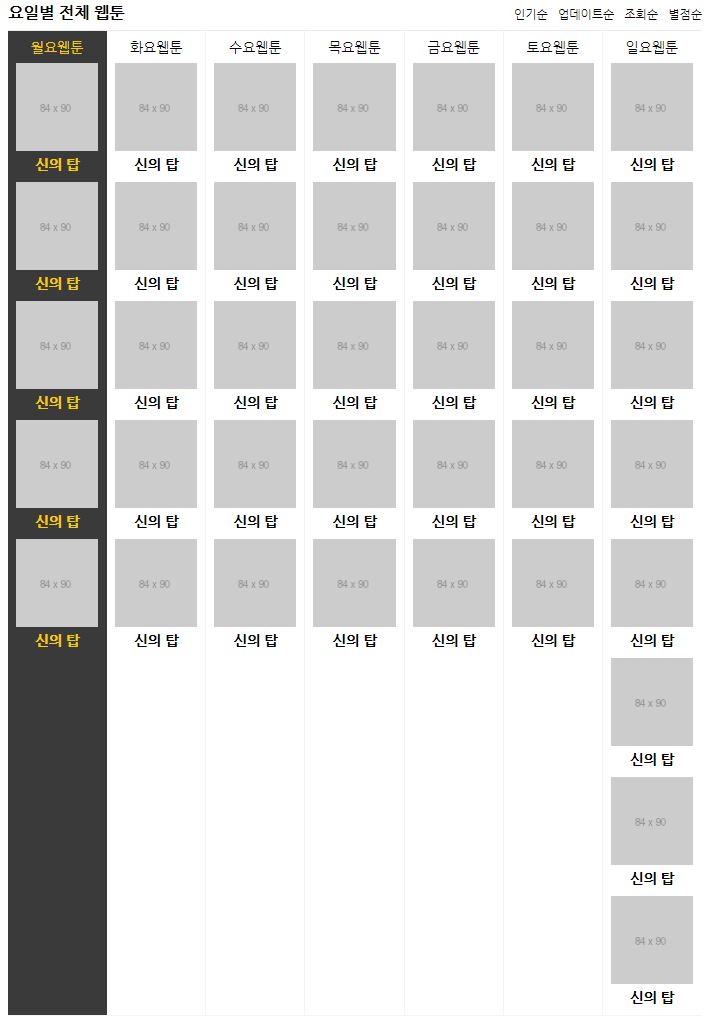 요일별 전체 웹툰
인기순 업데이트순 조회순 별점순
월요웹툰 화요웹툰 수요웹툰 목요웹툰 금요웹툰 토요웹툰 일요웹툰
84 x 90 84 x 90 84 x 90 84 x 90 84 x 90 84 x 90 84 x 90
신의 탑 신의 탑 신의 탑 신의 탑 신의 탑 신의 탑 신의 탑
84 x 90 84 x 90 84 x 90 84 x 90 84 x 90 84 x 90 84 x 90
신의 탑 신의 탑 신의 탑 신의 탑 신의 탑 신의 탑 신의 탑
84 x 90 84 x 90 84 x 90 84 x 90 84 x 90 84 x 90 84 x 90
신의 탑 신의 탑 신의 탑 신의 탑 신의 탑 신의 탑 신의 탑
84 x 90 84 x 90 84 x 90 84 x 90 84 x 90 84 x 90 84 x 90
신의 탑 신의 탑 신의 탑 신의 탑 신의 탑 신의 탑 신의 탑
84 x 90 84 x 90 84 x 90 84 x 90 84 x 90 84 x 90 84 x 90
신의 탑 신의 탑 신의 탑 신의 탑 신의 탑 신의 탑 신의 탑
84 x 90
신의 탑
84 x 90
신의 탑
84 x 90
신의 탑